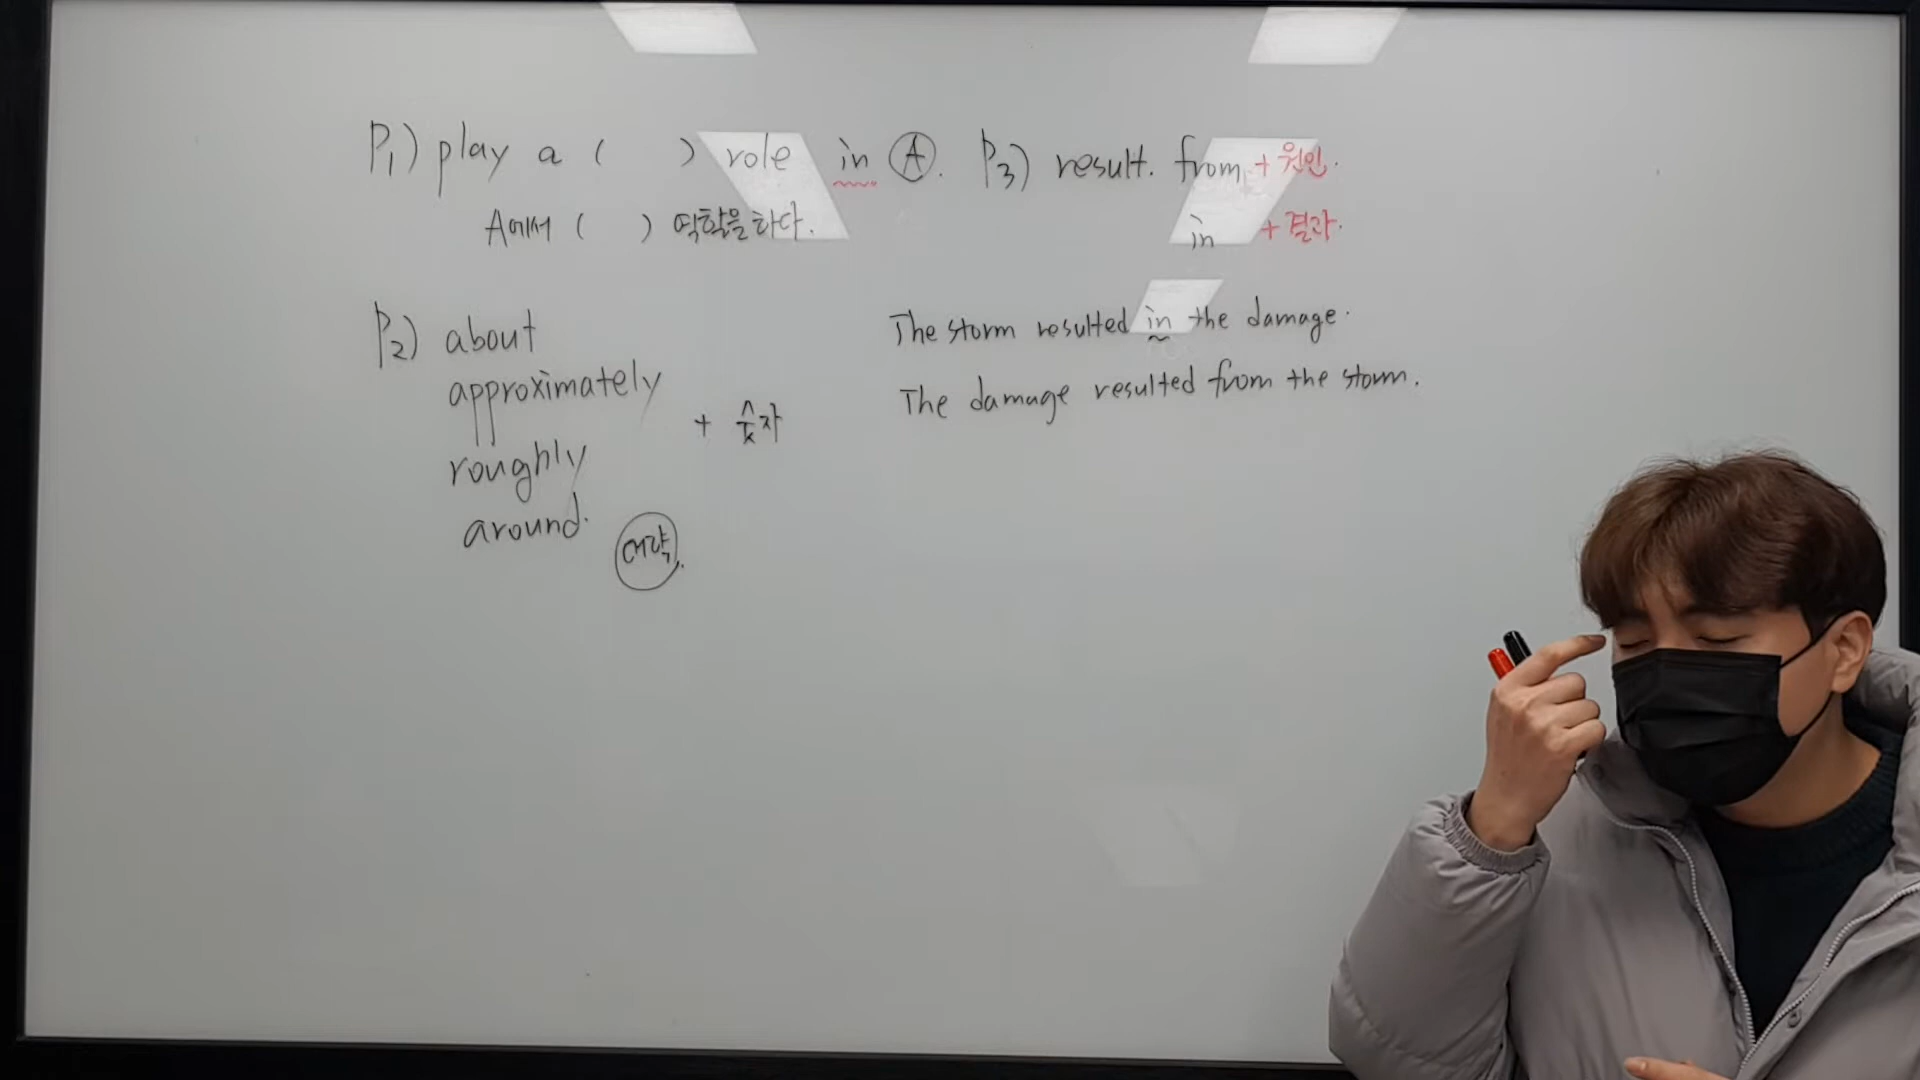 P1) play a (    ) role in Ⓐ.
A에서 (    ) 역할을 하다.
P2) about
approximately
roughly
around.
+ 숫자
대략.
P3) result. from + 원인.
in + 결과.
The storm resulted in the damage.
The damage resulted from the storm.